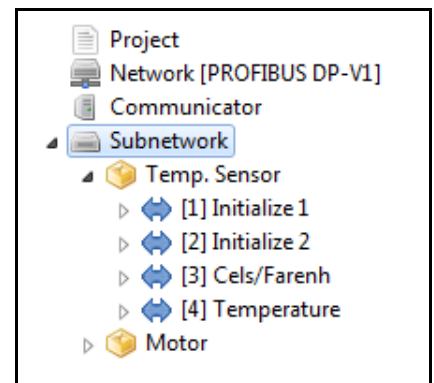 Project
Network [PROFIBUS DP-V1]
Communicator
Subnetwork
Temp. Sensor
[1] Initialize 1
[2] Initialize 2
[3] Cels/Farenh
[4] Temperature
Motor